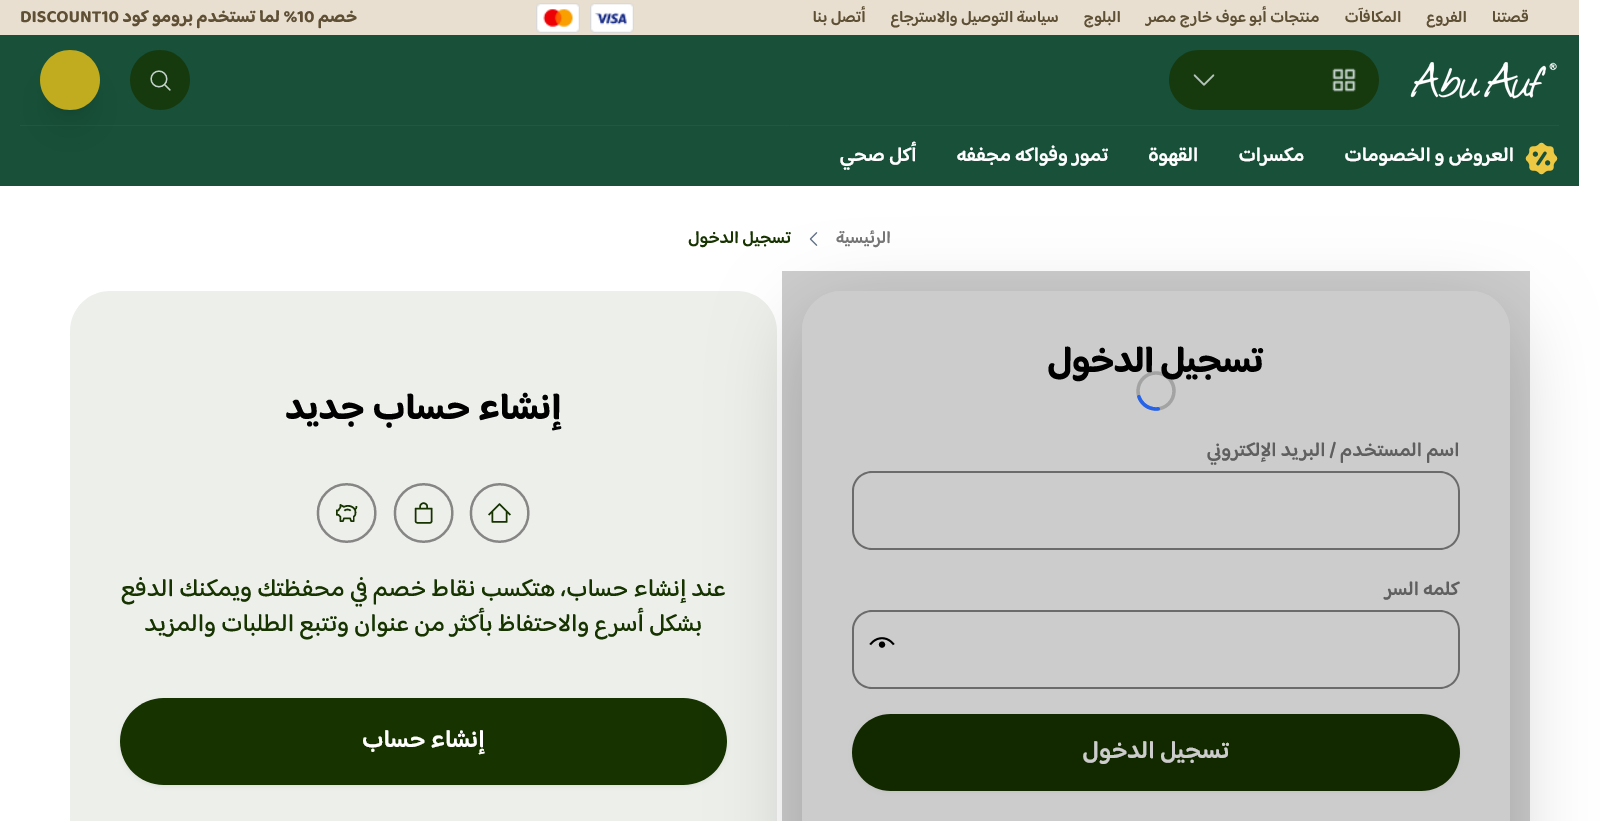 قصتنا
الفروع
المكافآت
منتجات أبو عوف خارج مصر
البلوج
سياسة التوصيل والاسترجاع
أتصل بنا
VISA
خصم 10% لما تستخدم برومو كود DISCOUNT10
Abu Auf®
العروض و الخصومات
مكسرات
القهوة
تمور وفواكه مجففه
أكل صحي
الرئيسية
تسجيل الدخول
تسجيل الدخول
اسم المستخدم / البريد الإلكتروني
كلمه السر
تسجيل الدخول
إنشاء حساب جديد
عند إنشاء حساب، هتكسب نقاط خصم في محفظتك ويمكنك الدفع
بشكل أسرع والاحتفاظ بأكثر من عنوان وتتبع الطلبات والمزيد
إنشاء حساب